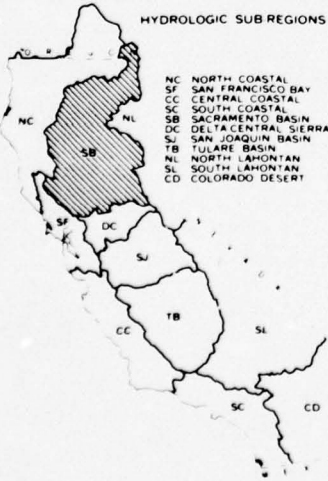 HYDROLOGIC SUB REGIONS
NC NORTH COASTAL
SF SAN FRANCISCO BAY
CC CENTRAL COASTAL
SC SOUTH COASTAL
SB SACRAMENTO BASIN
DC DELTA CENTRAL SIERRA
SJ SAN JOAQUIN BASIN
TB TULARE BASIN
NL NORTH LAHONTAN
SL SOUTH LAHONTAN
CD COLORADO DESERT
NC
NL
SB
SF
DC
SJ
TB
CC
SL
SC
CD